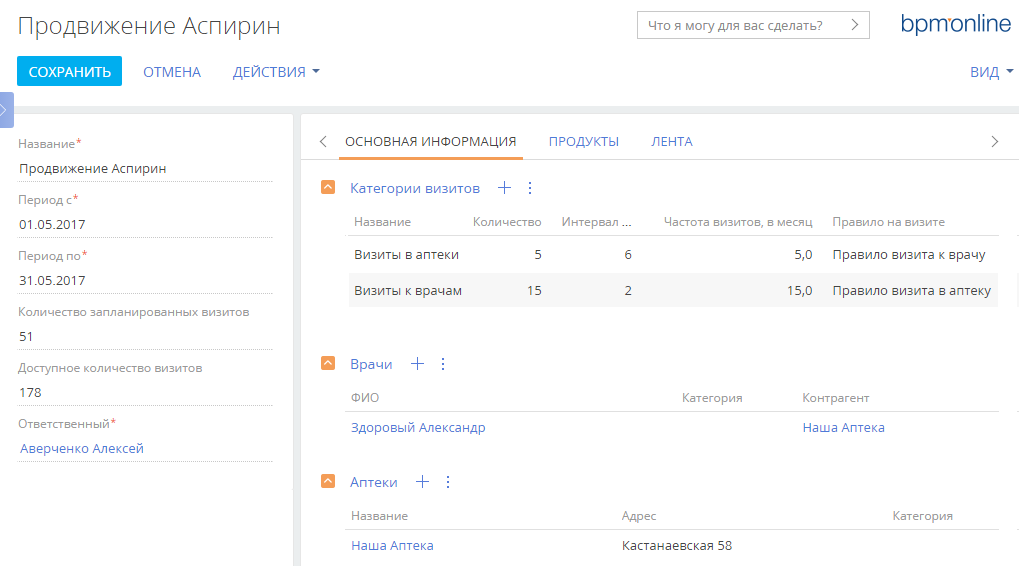 Продвижение Аспирин
Что я могу для вас сделать?
bpmonline
СОХРАНИТЬ ОТМЕНА ДЕЙСТВИЯ ВИД
Название*
Продвижение Аспирин
Период с*
01.05.2017
Период по*
31.05.2017
Количество запланированных визитов
51
Доступное количество визитов
178
Ответственный*
Аверченко Алексей
ОСНОВНАЯ ИНФОРМАЦИЯ ПРОДУКТЫ ЛЕНТА
Категории визитов
Название Количество Интервал ... Частота визитов, в месяц Правило на визите
Визиты в аптеки 5 6 5,0 Правило визита к врачу
Визиты к врачам 15 2 15,0 Правило визита в аптеку
Врачи
ФИО Категория Контрагент
Здоровый Александр Наша Аптека
Аптеки
Название Адрес Категория
Наша Аптека Кастанаевская 58